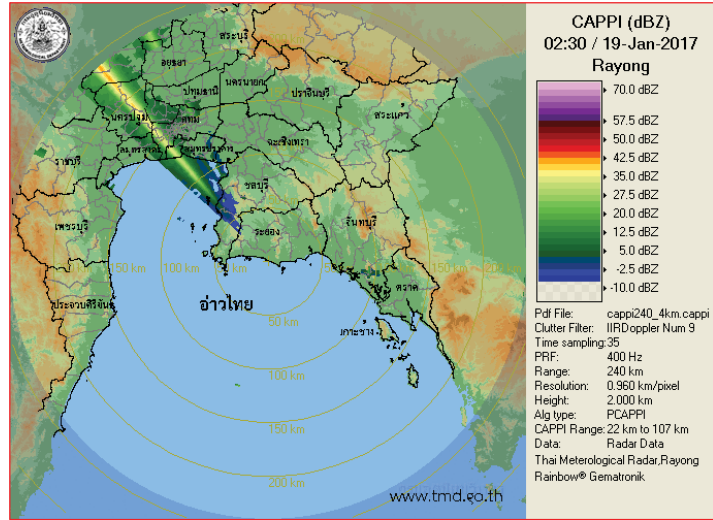 CAPPI (dBZ)
02:30 / 19-Jan-2017
Rayong
70.0 dBZ
57.5 dBZ
50.0 dBZ
42.5 dBZ
35.0 dBZ
27.5 dBZ
20.0 dBZ
12.5 dBZ
5.0 dBZ
-2.5 dBZ
-10.0 dBZ
Pdf File: cappi240_4km.cappi
Clutter Filter: IIRDoppler Num 9
Time sampling:35
PRF: 400 Hz
Range: 240 km
Resolution: 0.960 km/pixel
Height: 2.000 km
Alg type: PCAPPI
CAPPI Range: 22 km to 107 km
Data: Radar Data
Thai Meterological Radar,Rayong
Rainbow® Gematronik
สระบุรี
อยุธยา
นครนายก
ปทุมธานี
ปราจีนบุรี
สระแก้ว
นครปฐม
กทม
ฉะเชิงเทรา
ราชบุรี
ชลบุรี
จันทบุรี
เพชรบุรี
ระยอง
150 km
100 km
150 km
ตราด
ประจวบคีรีขันธ์
อ่าวไทย
50 km
เกาะช้าง
100 km
150 km
200 km
www.tmd.go.th